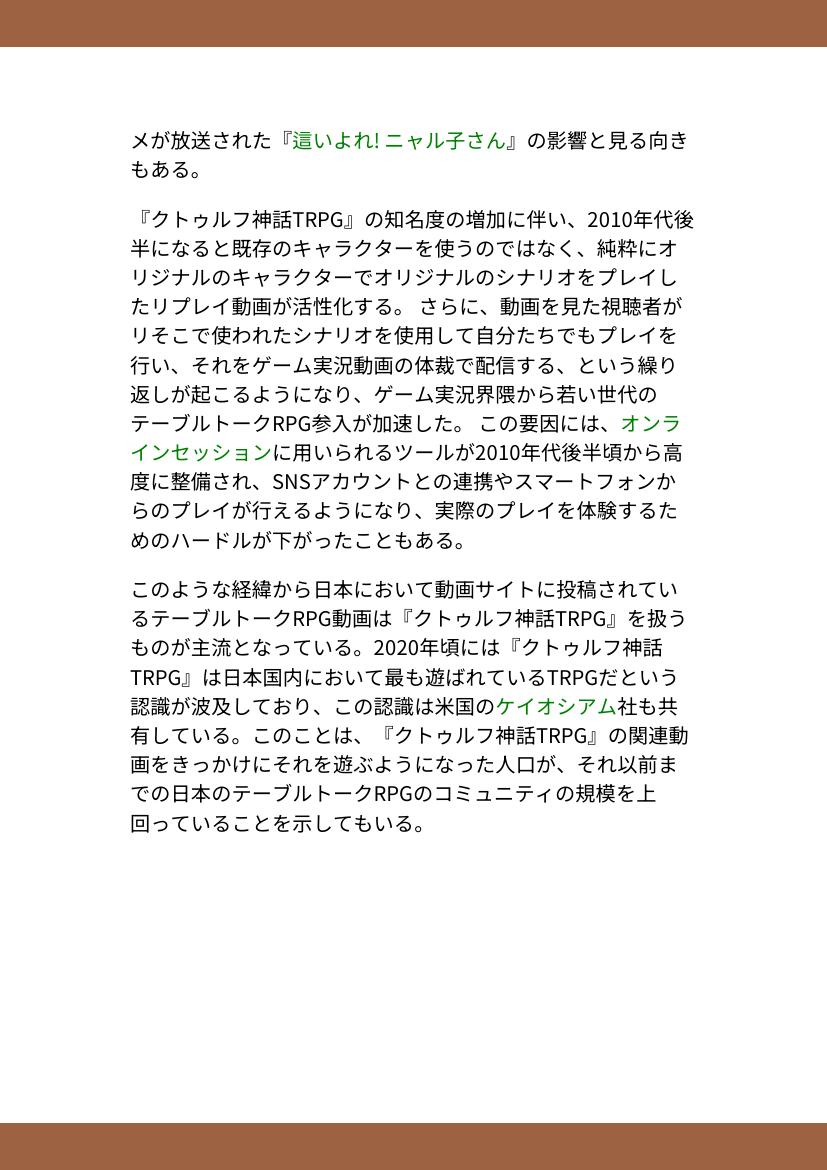 メが放送された『這いよれ! ニャル子さん』の影響と見る向き
もある。
『クトゥルフ神話TRPG』の知名度の増加に伴い、2010年代後
半になると既存のキャラクターを使うのではなく、純粋にオ
リジナルのキャラクターでオリジナルのシナリオをプレイし
たリプレイ動画が活性化する。 さらに、動画を見た視聴者が
リそこで使われたシナリオを使用して自分たちでもプレイを
行い、それをゲーム実況動画の体裁で配信する、という繰り
返しが起こるようになり、ゲーム実況界隈から若い世代の
テーブルトークRPG参入が加速した。 この要因には、オンラ
インセッションに用いられるツールが2010年代後半頃から高
度に整備され、SNSアカウントとの連携やスマートフォンか
らのプレイが行えるようになり、実際のプレイを体験するた
めのハードルが下がったこともある。
このような経緯から日本において動画サイトに投稿されてい
るテーブルトークRPG動画は『クトゥルフ神話TRPG』を扱う
ものが主流となっている。2020年頃には『クトゥルフ神話
TRPG』は日本国内において最も遊ばれているTRPGだという
認識が波及しており、この認識は米国のケイオシアム社も共
有している。このことは、『クトゥルフ神話TRPG』の関連動
画をきっかけにそれを遊ぶようになった人口が、それ以前ま
での日本のテーブルトークRPGのコミュニティの規模を上
回っていることを示してもいる。